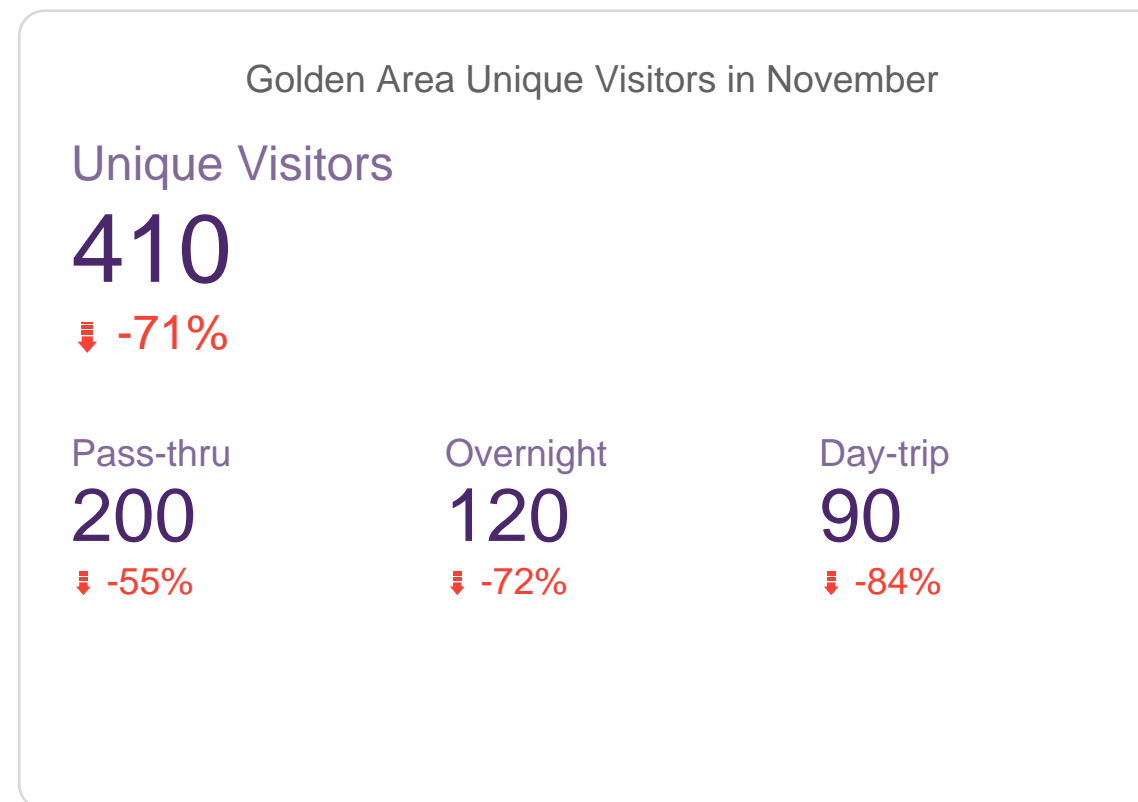 Golden Area Unique Visitors in November
Unique Visitors
410
-71%
Pass-thru Overnight Day-trip
200 120 90
-55% -72% -84%